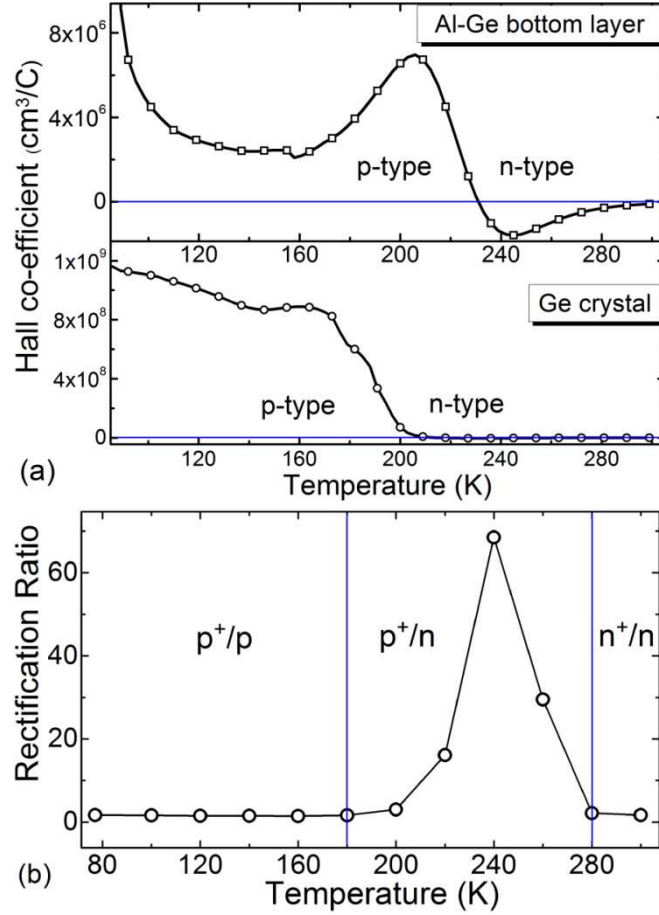 Al-Ge bottom layer
8x10⁶
4x10⁶
0
p-type n-type
120 160 200 240 280
Hall co-efficient (cm³/C)
1x10⁹
8x10⁸
4x10⁸
0
Ge crystal
p-type n-type
120 160 200 240 280
(a)
Temperature (K)
Rectification Ratio
60
40
20
0
p⁺/p p⁺/n n⁺/n
80 120 160 200 240 280
(b)
Temperature (K)